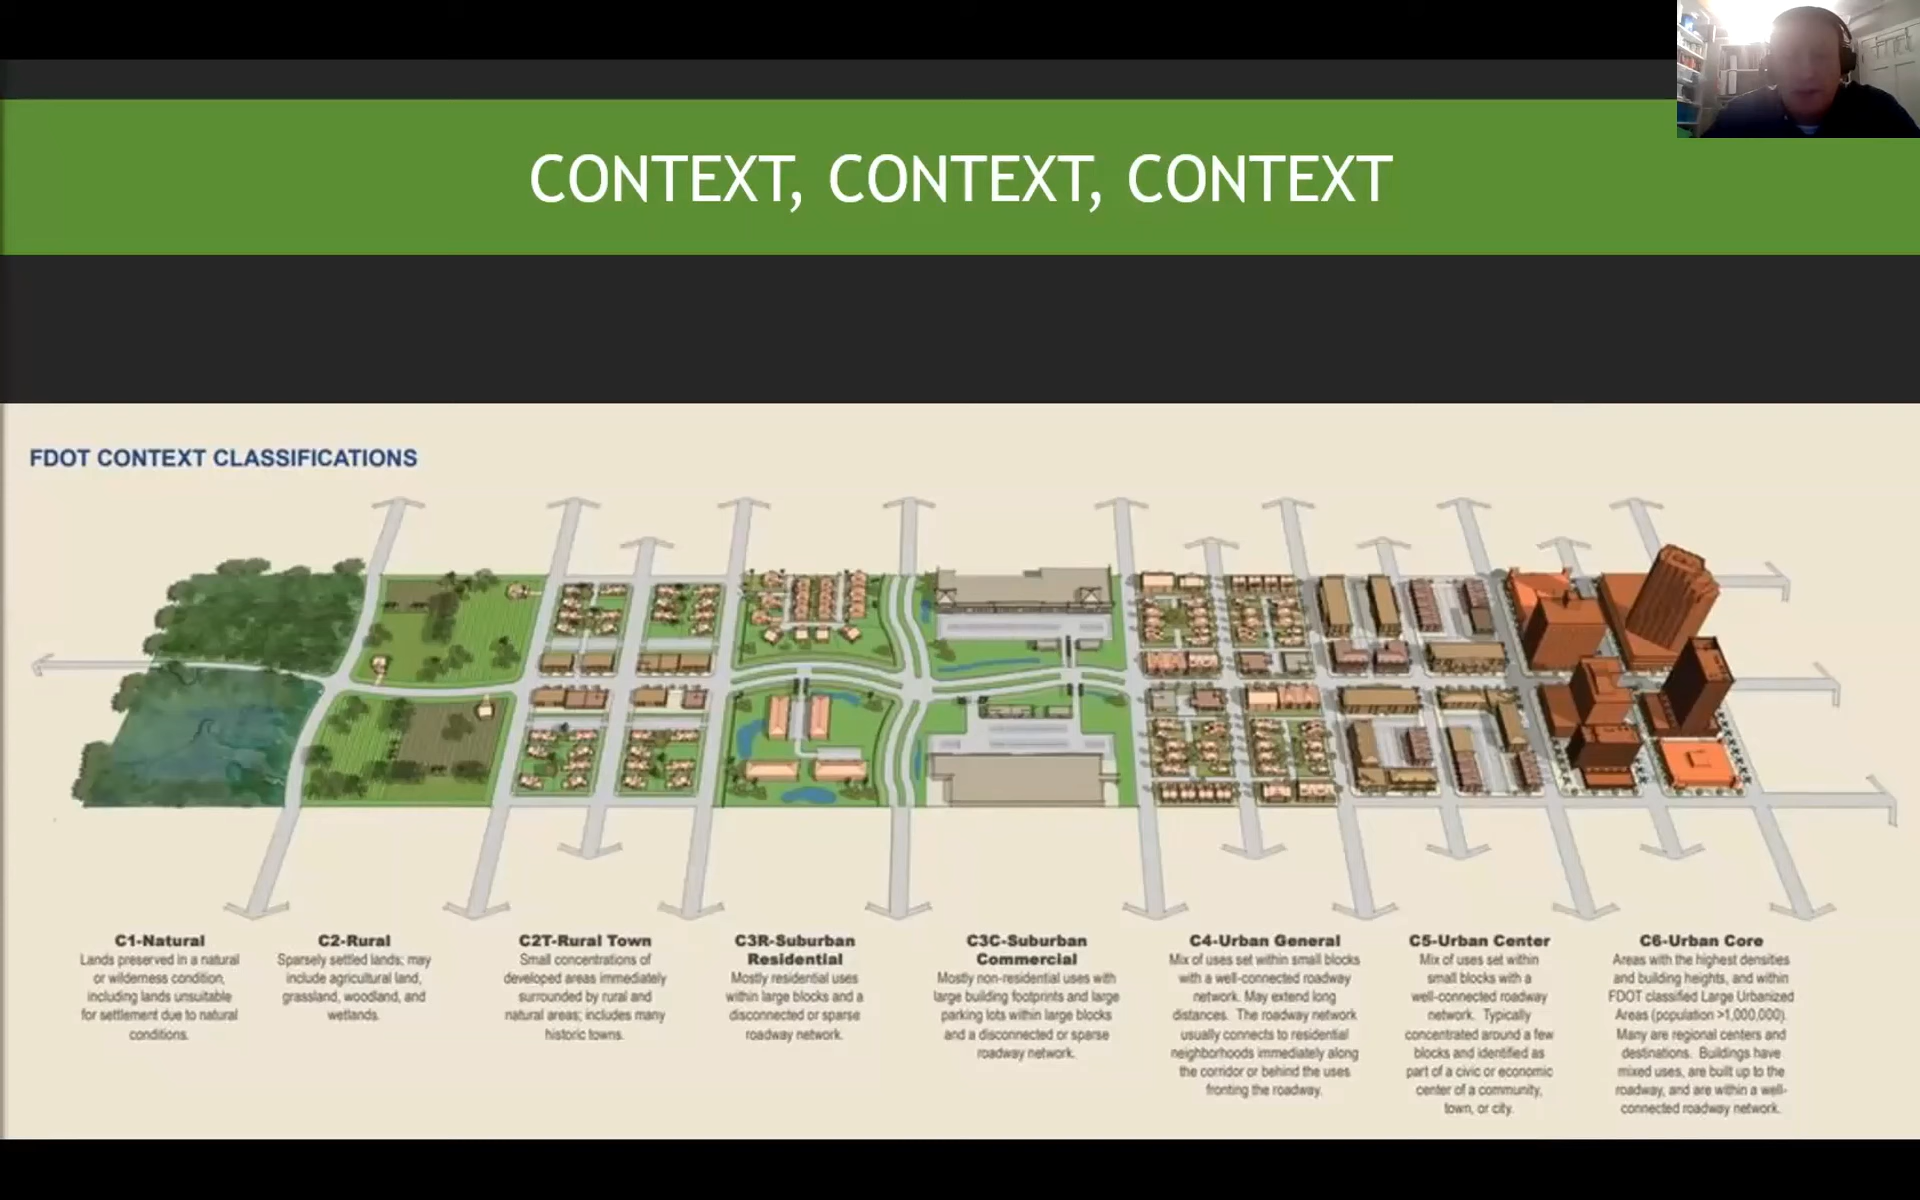 CONTEXT, CONTEXT, CONTEXT
FDOT CONTEXT CLASSIFICATIONS
C1-Natural
Lands preserved in a natural
or wilderness condition,
including lands unsuitable
for settlement due to natural
conditions.
C2-Rural
Sparsely settled lands; may
include agricultural land,
grassland, woodland, and
wetlands.
C2T-Rural Town
Small concentrations of
developed areas immediately
surrounded by rural and
natural areas; includes many
historic towns.
C3R-Suburban
Residential
Mostly residential uses
within large blocks and a
disconnected or sparse
roadway network.
C3C-Suburban
Commercial
Mostly non-residential uses with
large building footprints and large
parking lots within large blocks
and a disconnected or sparse
roadway network.
C4-Urban General
Mix of uses set within small blocks
with a well-connected roadway
network. May extend long
distances. The roadway network
usually connects to residential
neighborhoods immediately along
the corridor or behind the uses
fronting the roadway.
C5-Urban Center
Mix of uses set within
small blocks with a
well-connected roadway
network. Typically
concentrated around a few
blocks and identified as
part of a civic or economic
center of a community,
town, or city.
C6-Urban Core
Areas with the highest densities
and building heights, and within
FDOT classified Large Urbanized
Areas (population >1,000,000).
Many are regional centers and
destinations. Buildings have
mixed uses, are built up to the
roadway, and are within a well-
connected roadway network.